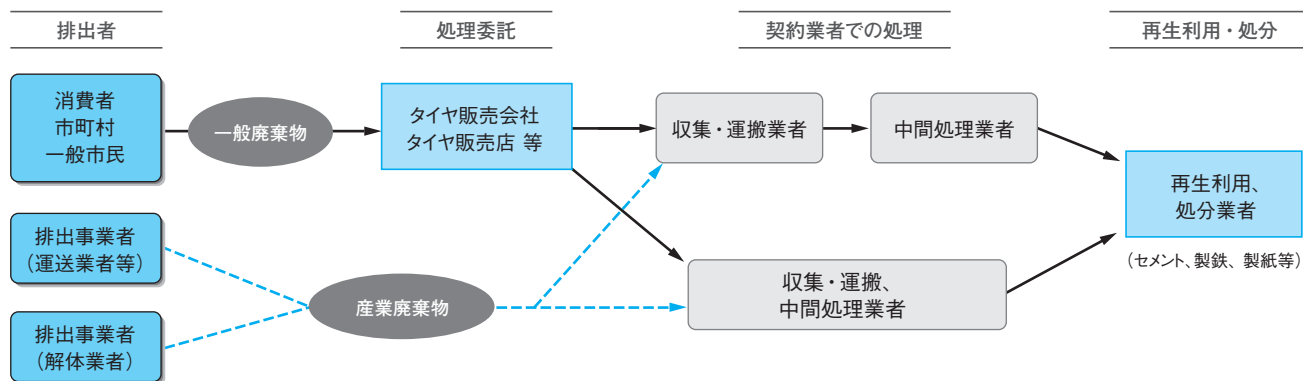 排出者
処理委託
契約業者での処理
再生利用・処分
消費者
市町村
一般市民
一般廃棄物
タイヤ販売会社
タイヤ販売店 等
収集・運搬業者
中間処理業者
再生利用、
処分業者
(セメント、製鉄、製紙等)
排出事業者
(運送業者等)
排出事業者
(解体業者)
産業廃棄物
収集・運搬、
中間処理業者